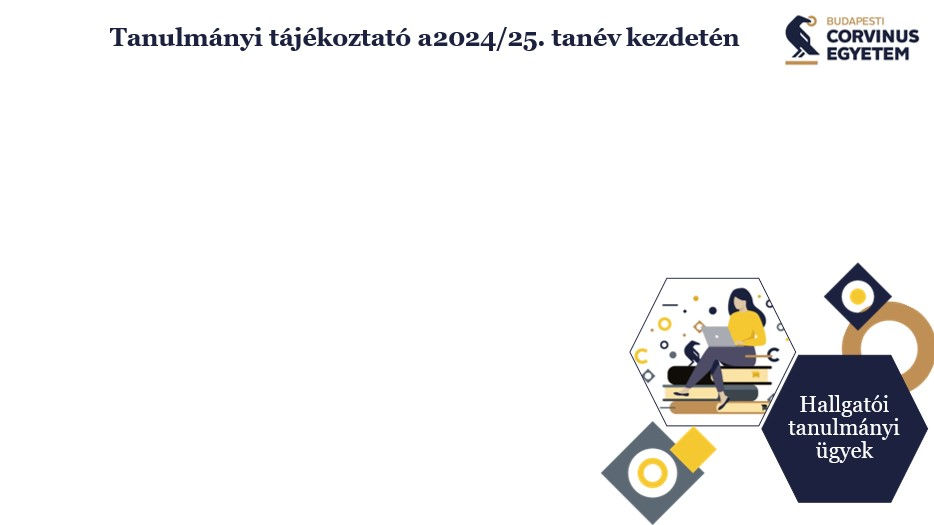 Tanulmányi tájékoztató a2024/25. tanév kezdetén
BUDAPESTI
CORVINUS
EGYETEM
Hallgatói
tanulmányi
ügyek